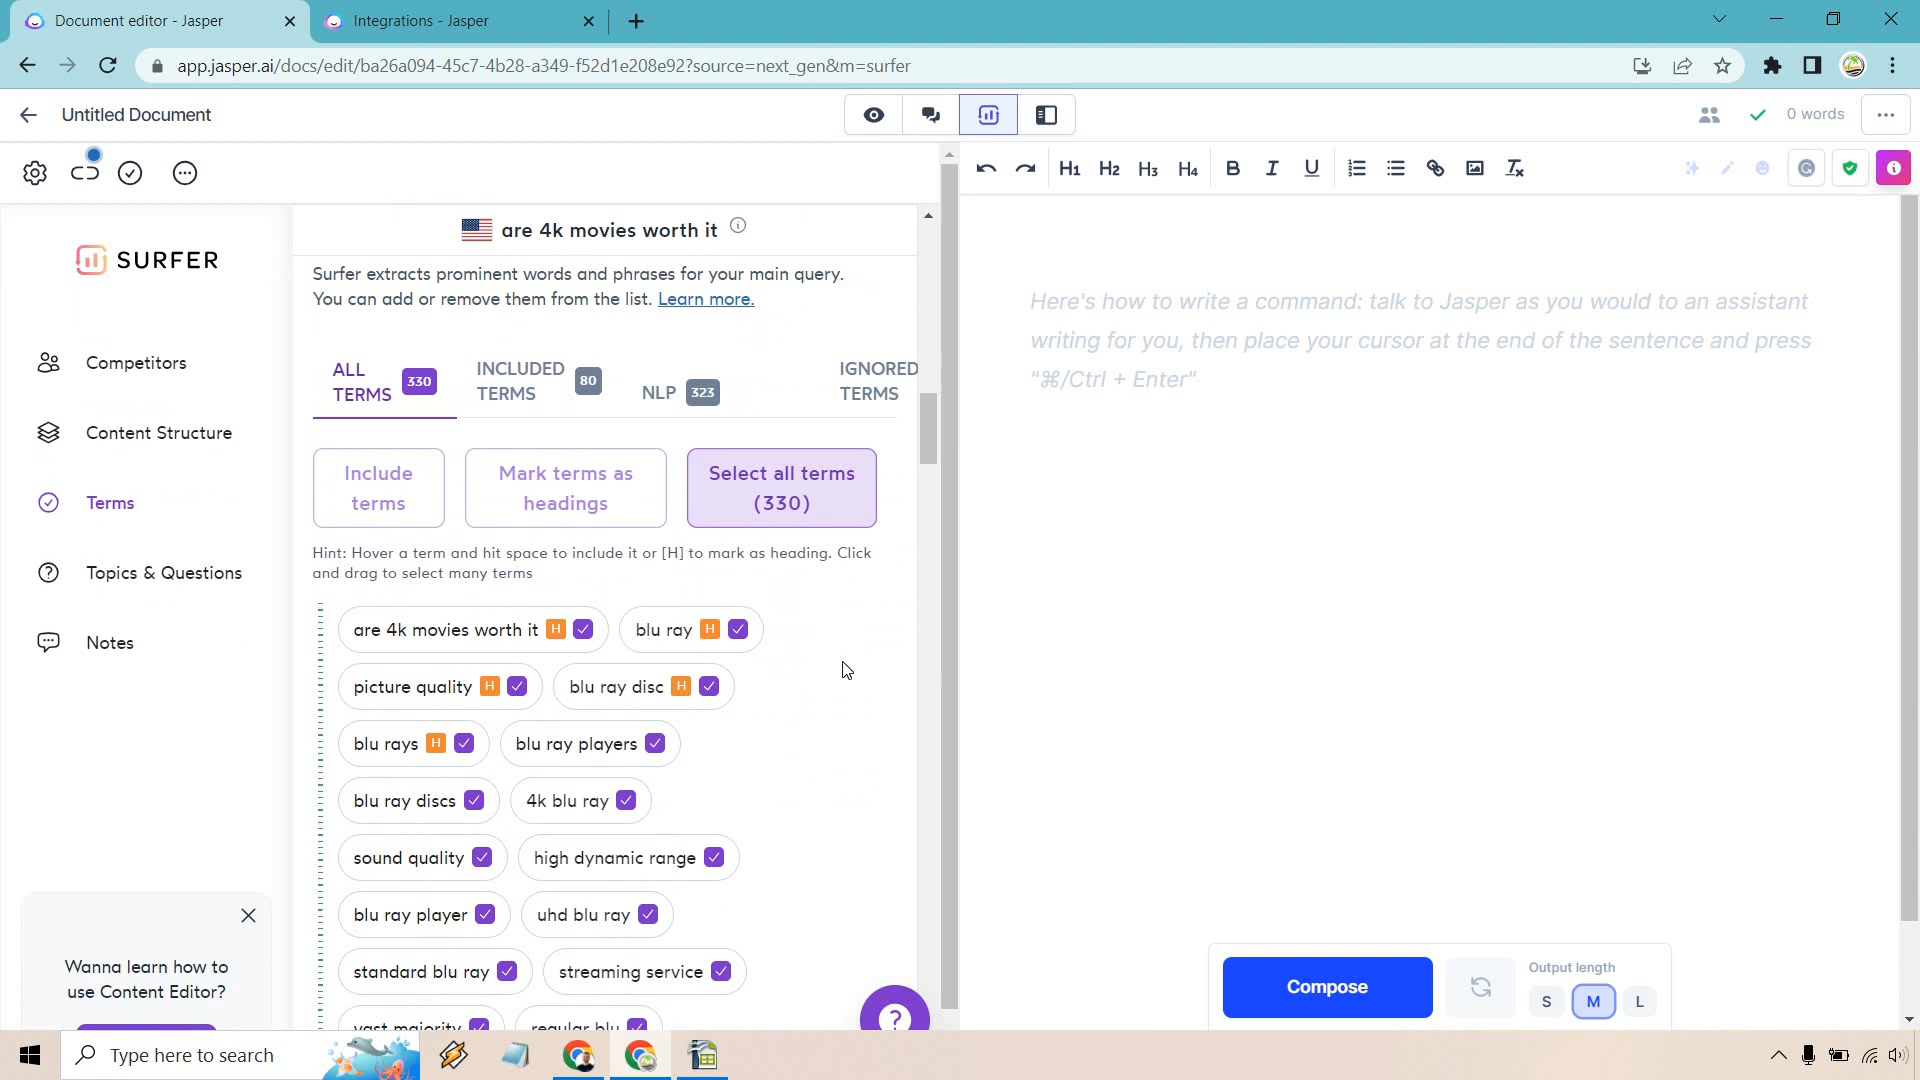 Document editor - Jasper
Integrations - Jasper
app.jasper.ai/docs/edit/ba26a094-45c7-4b28-a349-f52d1e208e92?source=next_gen&m=surfer
Untitled Document
0 words
H1 H2 H3 H4 B I U
SURFER
Competitors
Content Structure
Terms
Topics & Questions
Notes
Wanna learn how to
use Content Editor?
are 4k movies worth it
Surfer extracts prominent words and phrases for your main query.
You can add or remove them from the list. Learn more.
ALL TERMS 330
INCLUDED TERMS 80
NLP 323
IGNORED TERMS
Include terms
Mark terms as headings
Select all terms (330)
Hint: Hover a term and hit space to include it or [H] to mark as heading. Click
and drag to select many terms
are 4k movies worth it H blu ray H
picture quality H blu ray disc H
blu rays H blu ray players
blu ray discs 4k blu ray
sound quality high dynamic range
blu ray player uhd blu ray
standard blu ray streaming service
vast majority regular blu
?
Here's how to write a command: talk to Jasper as you would to an assistant
writing for you, then place your cursor at the end of the sentence and press
"⌘/Ctrl + Enter"
Compose
Output length
S M L
Type here to search